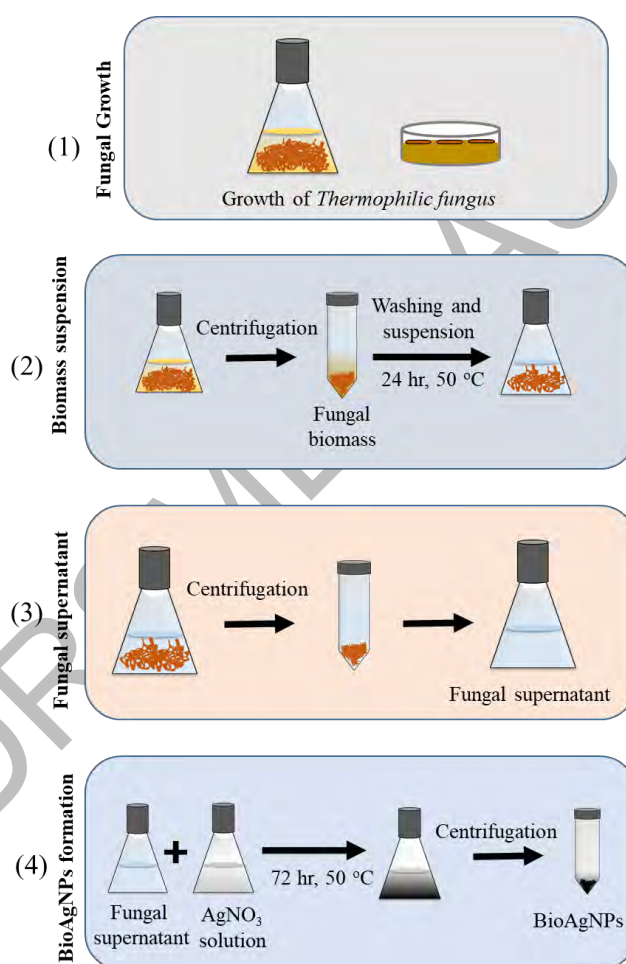 (1)
Fungal Growth
Growth of Thermophilic fungus
(2)
Biomass suspension
Centrifugation
Fungal
biomass
Washing and
suspension
24 hr, 50 °C
(3)
Fungal supernatant
Centrifugation
Fungal supernatant
(4)
BioAgNPs formation
Fungal
supernatant
+
AgNO₃
solution
72 hr, 50 °C
Centrifugation
BioAgNPs